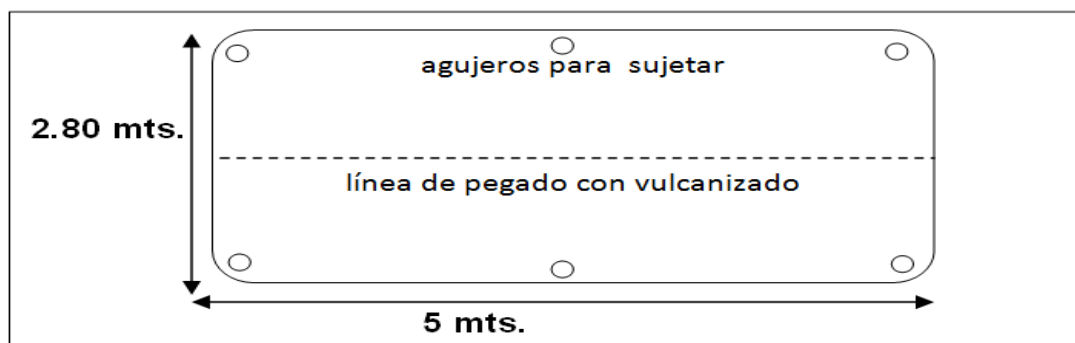 agujeros para sujetar
2.80 mts.
línea de pegado con vulcanizado
5 mts.